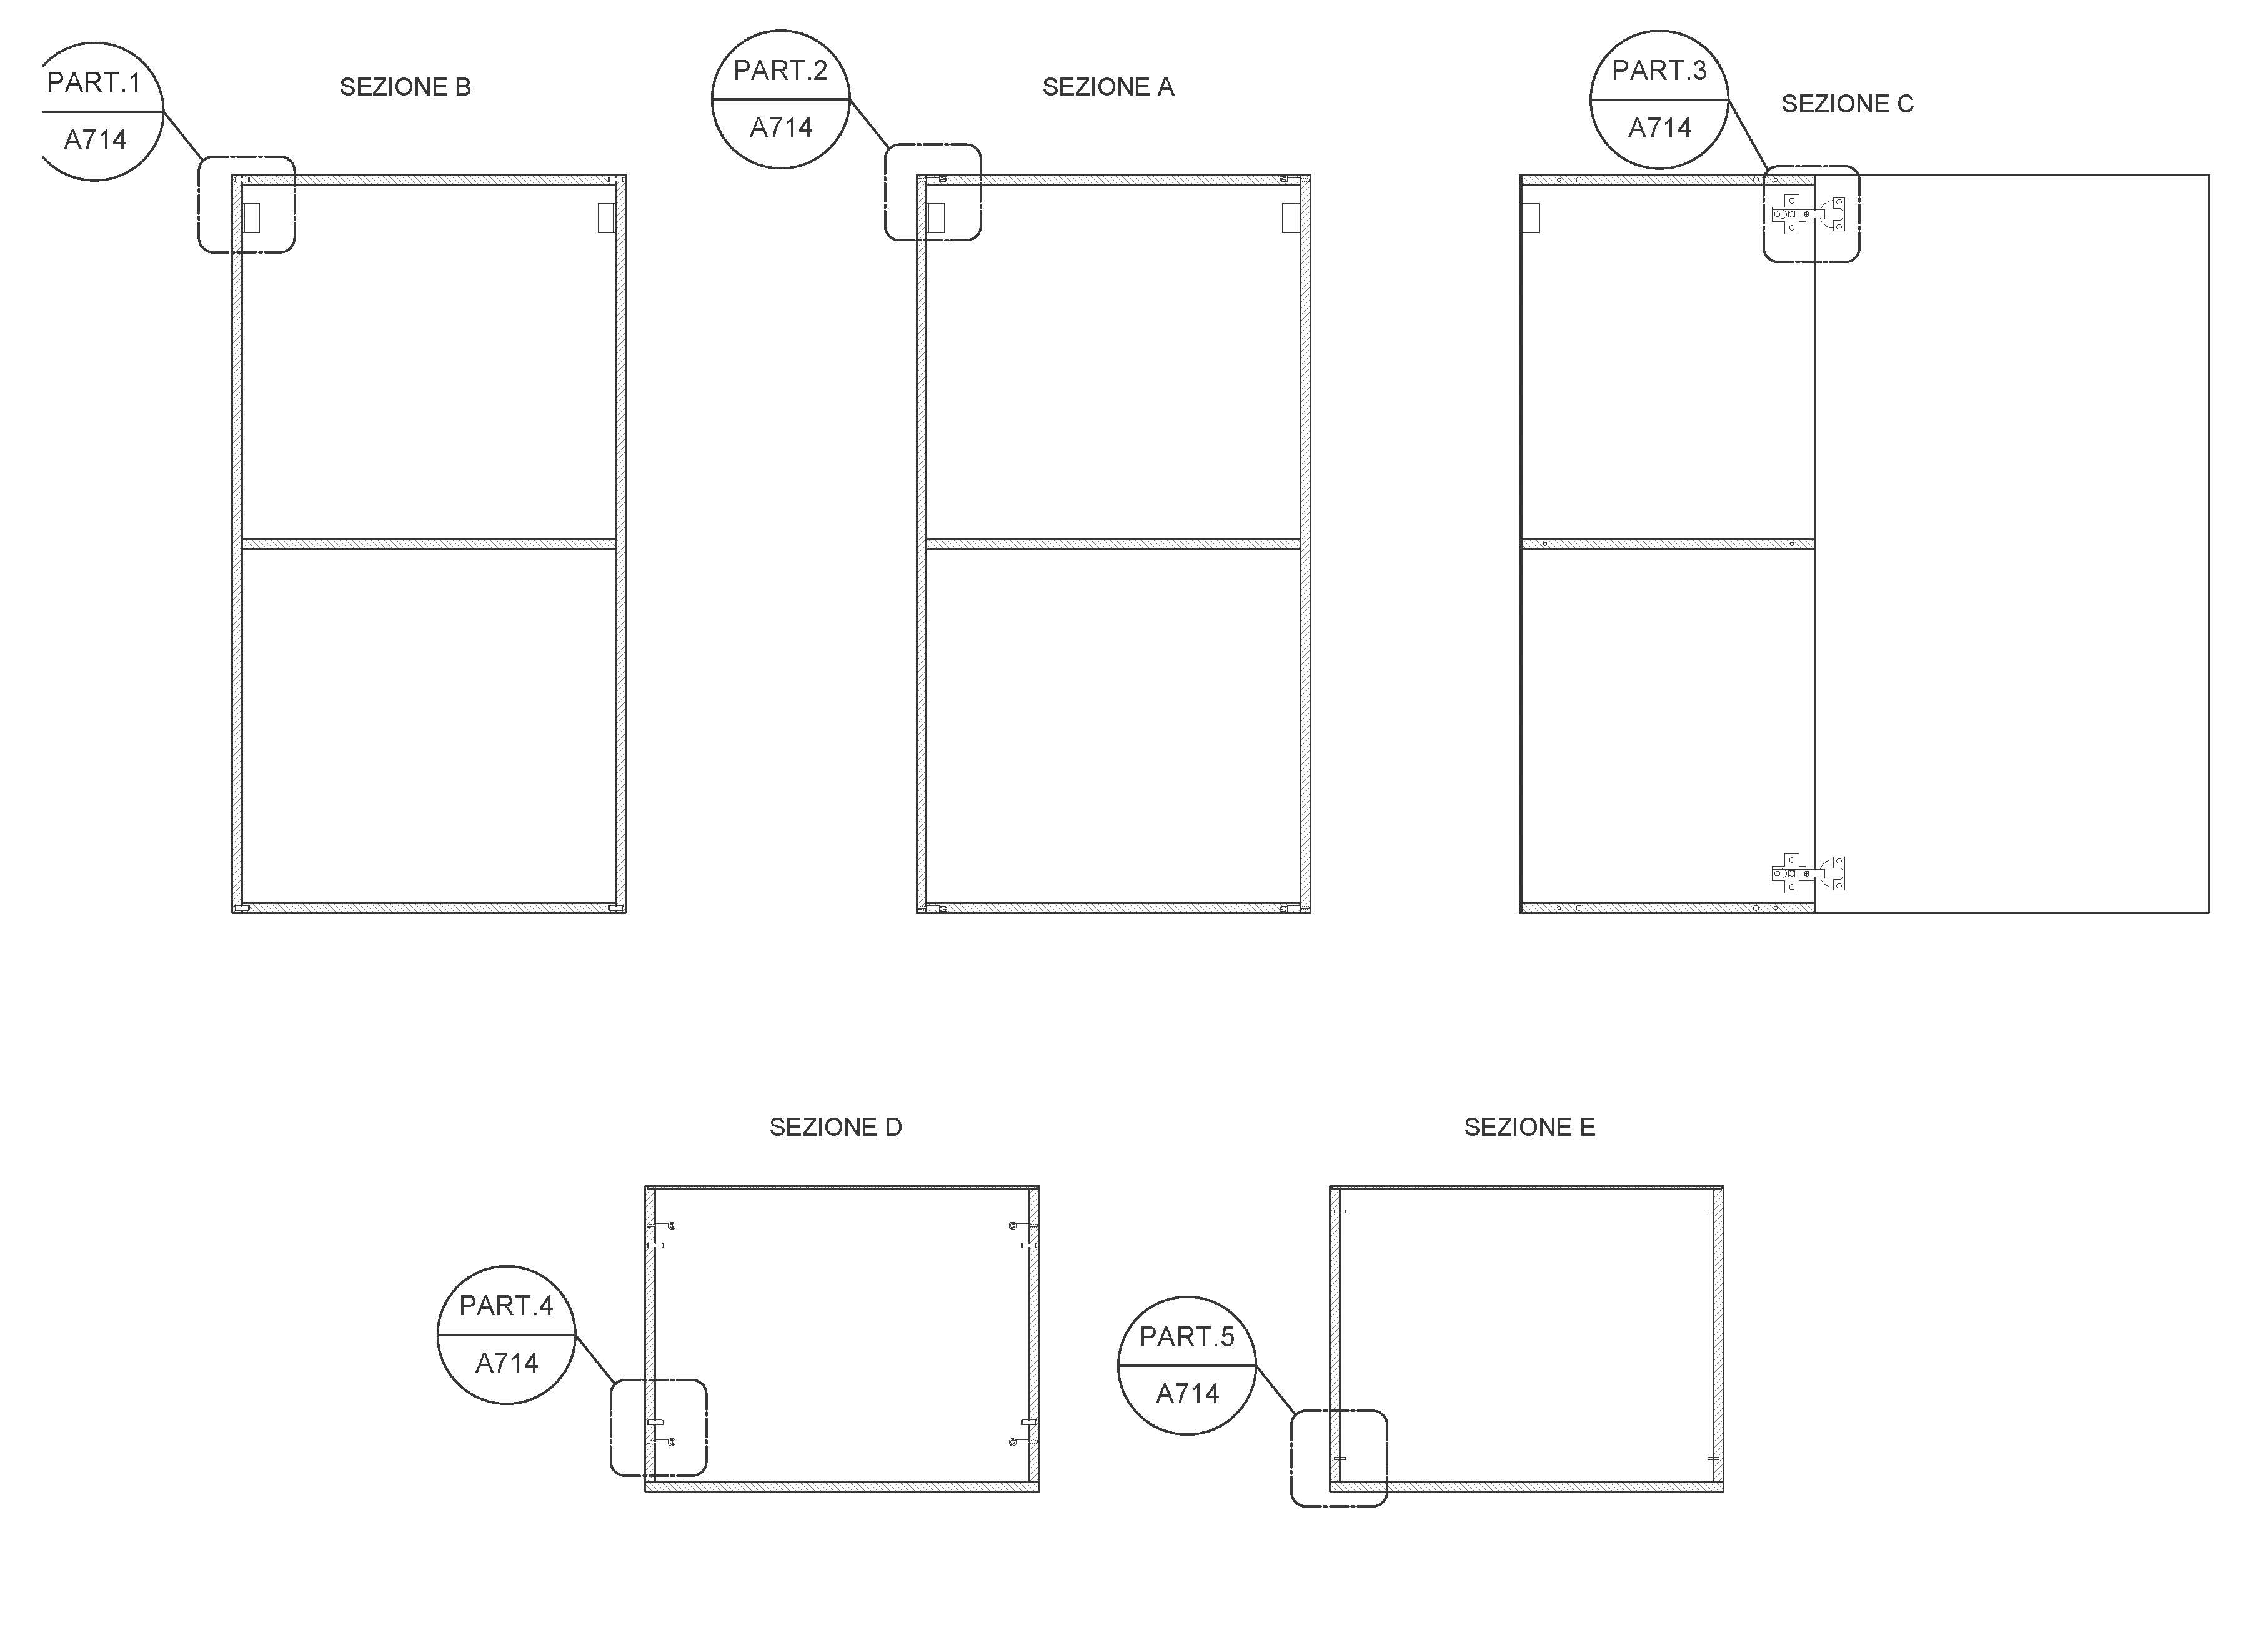 PART.1
A714
SEZIONE B
PART.2
A714
SEZIONE A
PART.3
A714
SEZIONE C
SEZIONE D
PART.4
A714
SEZIONE E
PART.5
A714